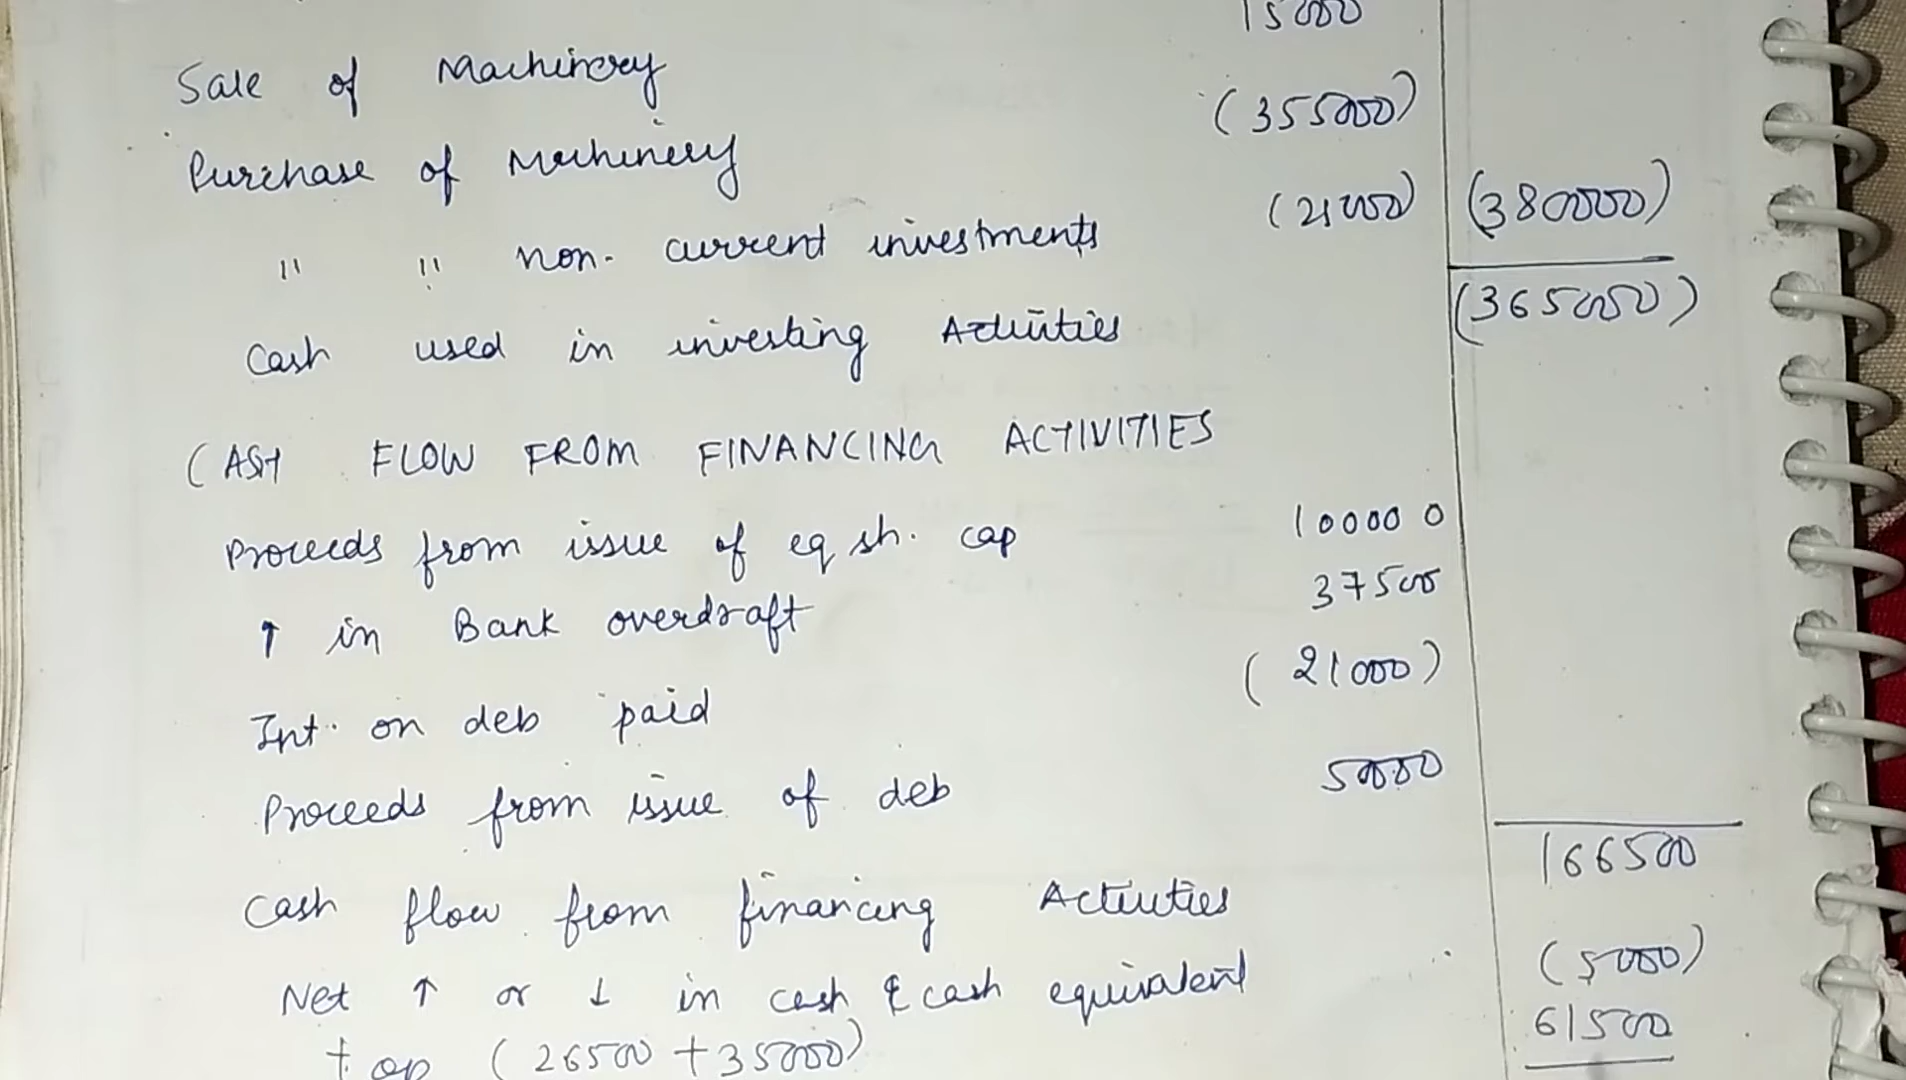 Sale of Machinery 15000
Purchase of Machinery (355000)
" " non-current investments (25000) (380000)
Cash used in investing Activities (365000)
CASH FLOW FROM FINANCING ACTIVITIES
Proceeds from issue of eq sh. cap 100000
↑ in Bank overdraft 37500
Int. on deb paid (21000)
Proceeds from issue of deb 50000
Cash flow from financing Activities 166500
Net ↑ or ↓ in cash & cash equivalent (5000)
+ op (26500 + 35000) 61500